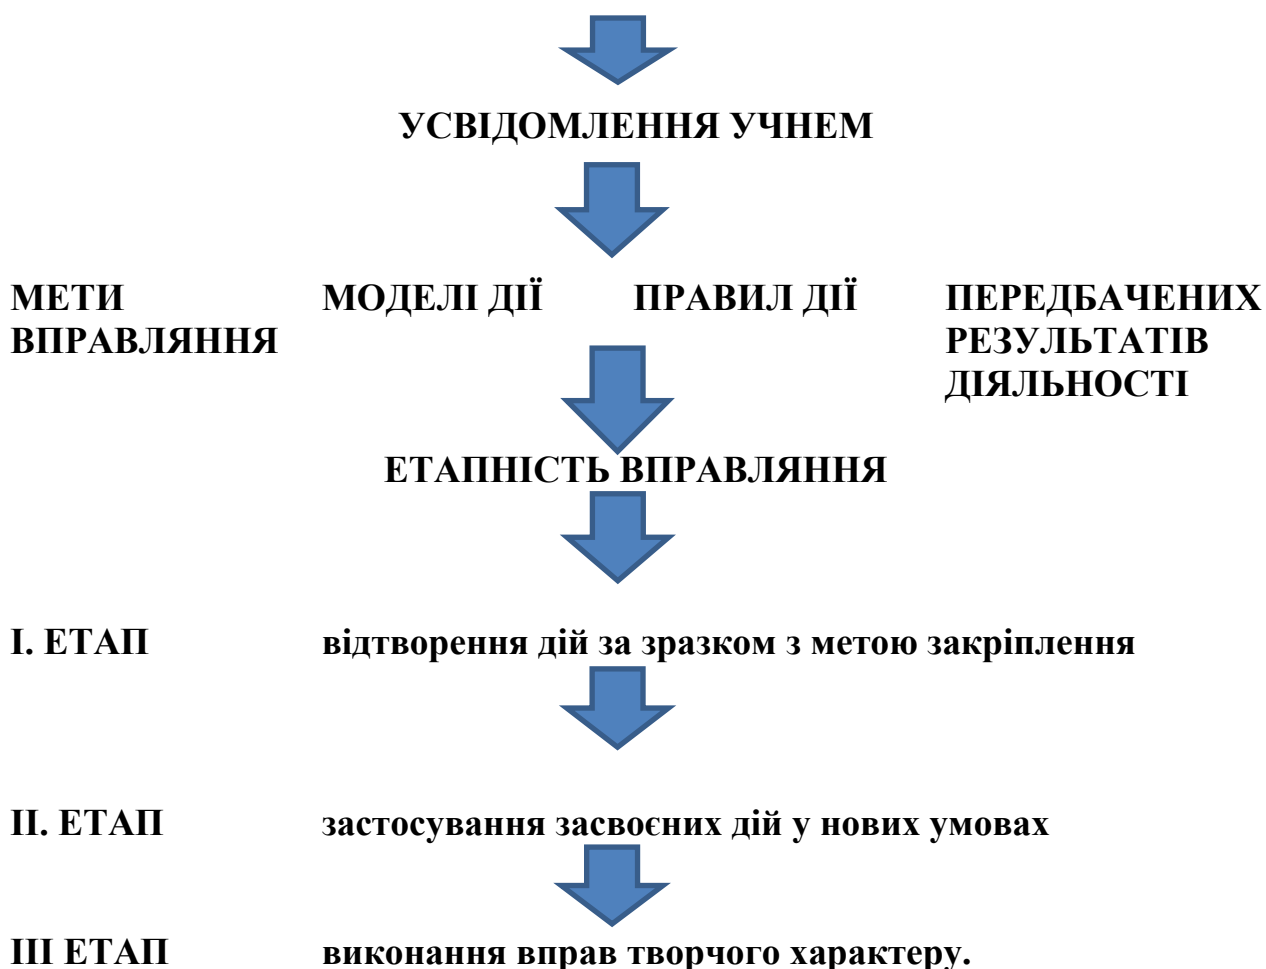 УСВІДОМЛЕННЯ УЧНЕМ
МЕТИ ВПРАВЛЯННЯ
МОДЕЛІ ДІЇ
ПРАВИЛ ДІЇ
ПЕРЕДБАЧЕНИХ РЕЗУЛЬТАТІВ ДІЯЛЬНОСТІ
ЕТАПНІСТЬ ВПРАВЛЯННЯ
І. ЕТАП відтворення дій за зразком з метою закріплення
ІІ. ЕТАП застосування засвоєних дій у нових умовах
ІІІ ЕТАП виконання вправ творчого характеру.